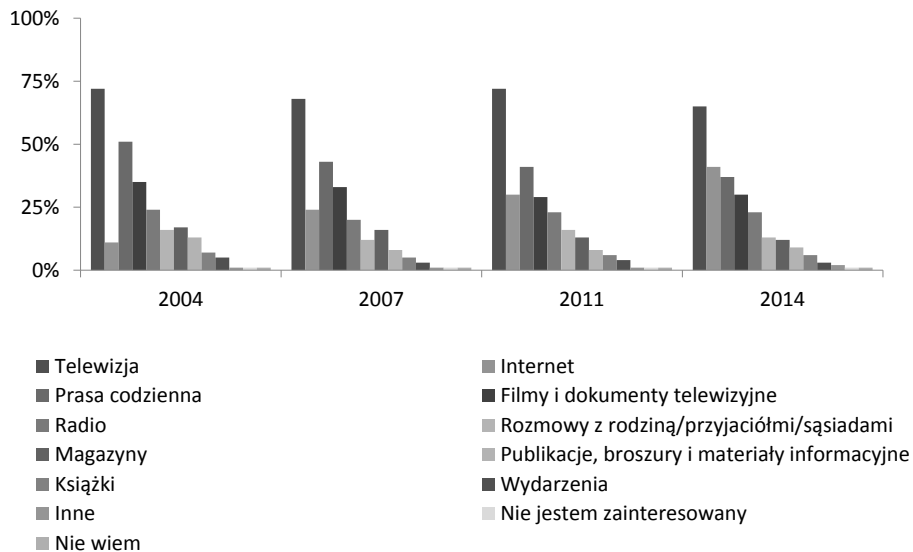 100%
75%
50%
25%
0%
2004 2007 2011 2014
Telewizja Internet
Prasa codzienna Filmy i dokumenty telewizyjne
Radio Rozmowy z rodziną/przyjaciółmi/sąsiadami
Magazyny Publikacje, broszury i materiały informacyjne
Książki Wydarzenia
Inne Nie jestem zainteresowany
Nie wiem